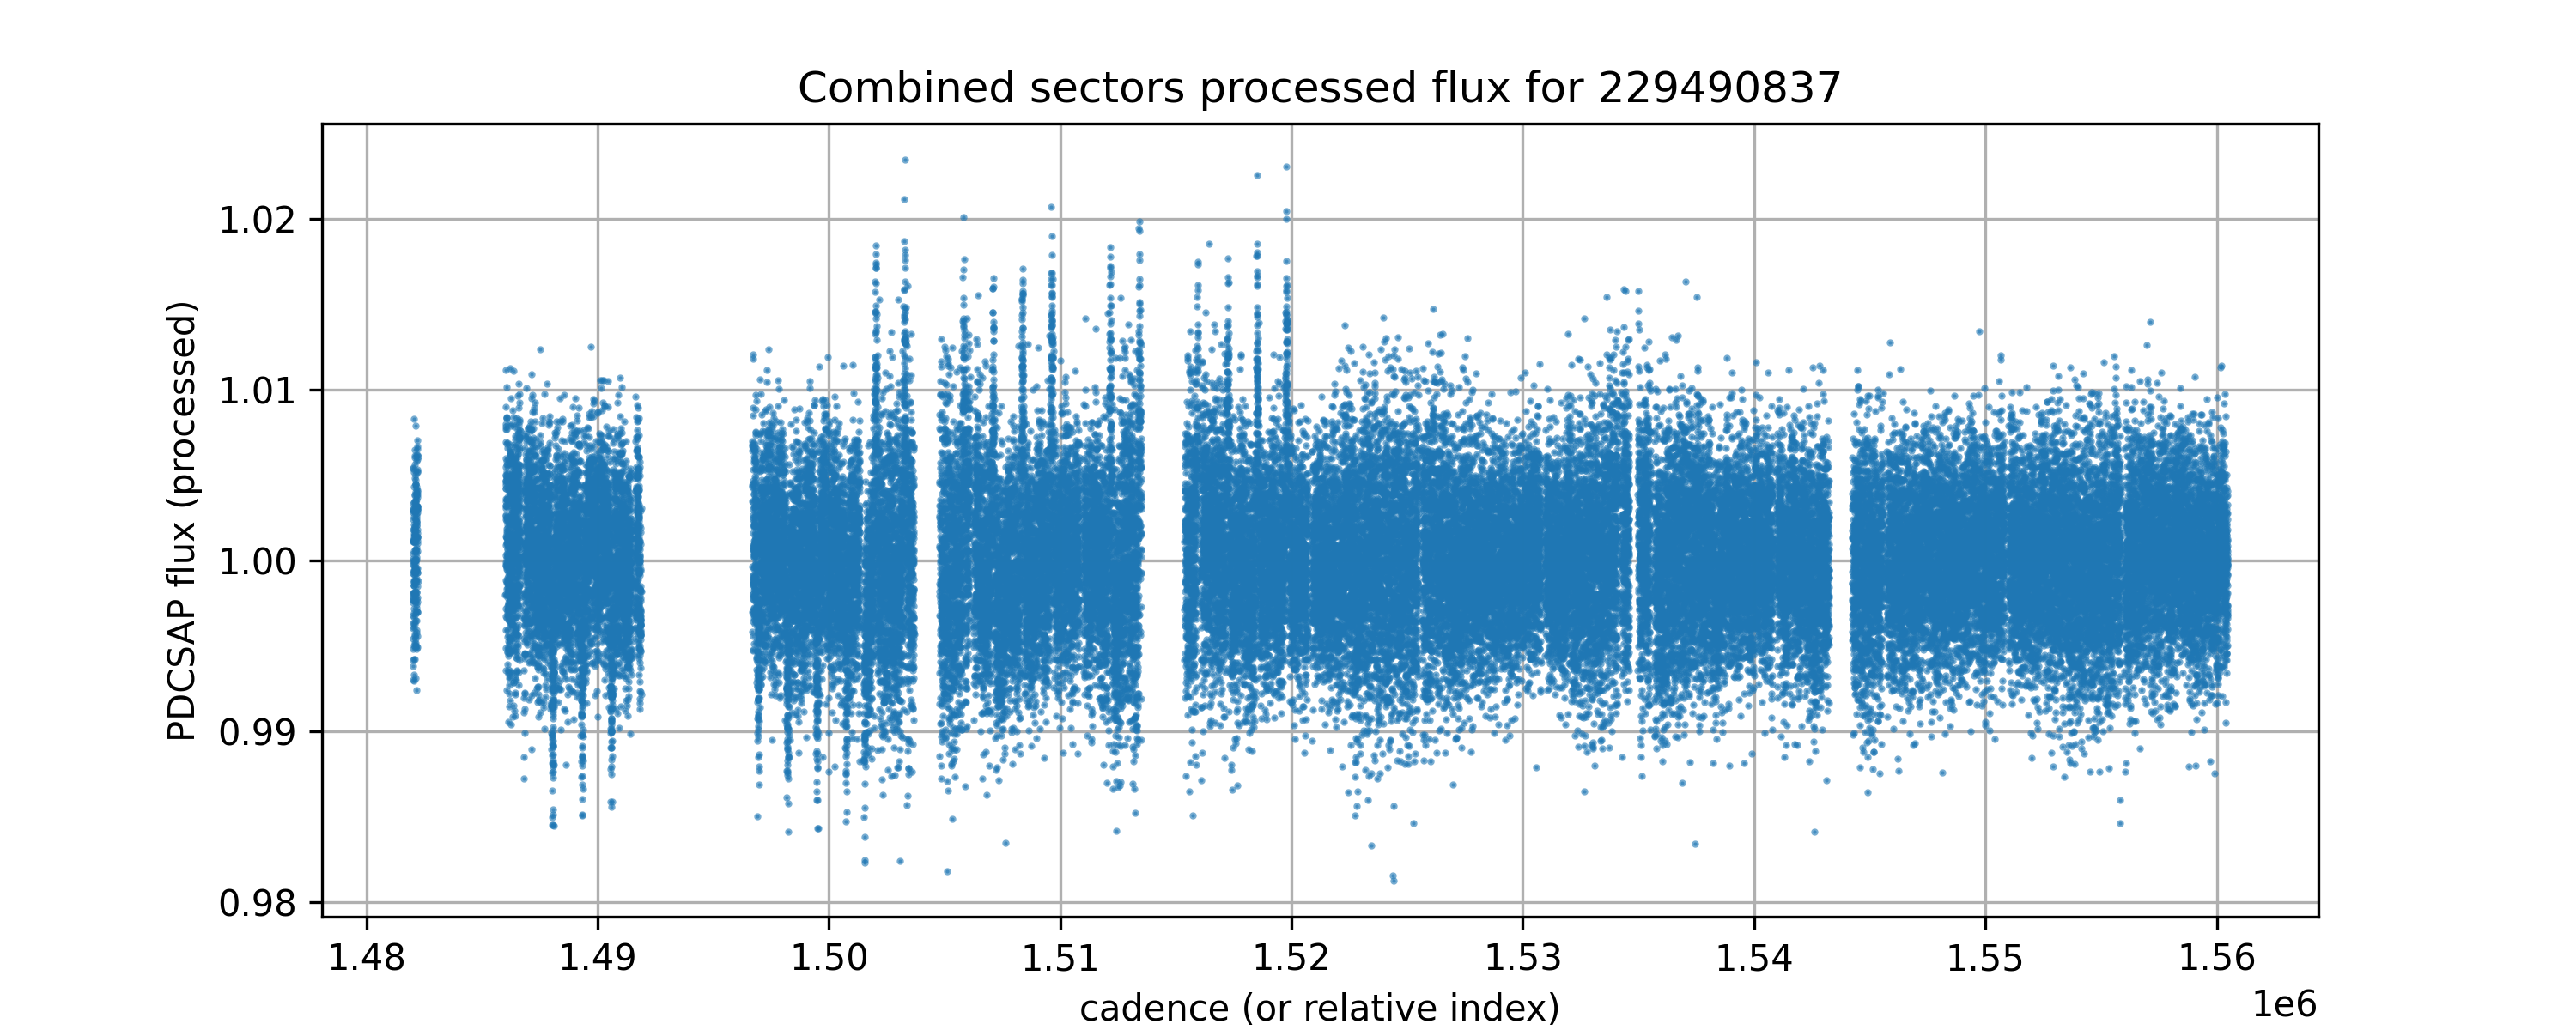 Combined sectors processed flux for 229490837
PDCSAP flux (processed)
1.02
1.01
1.00
0.99
0.98
1.48 1.49 1.50 1.51 1.52 1.53 1.54 1.55 1.56
1e6
cadence (or relative index)